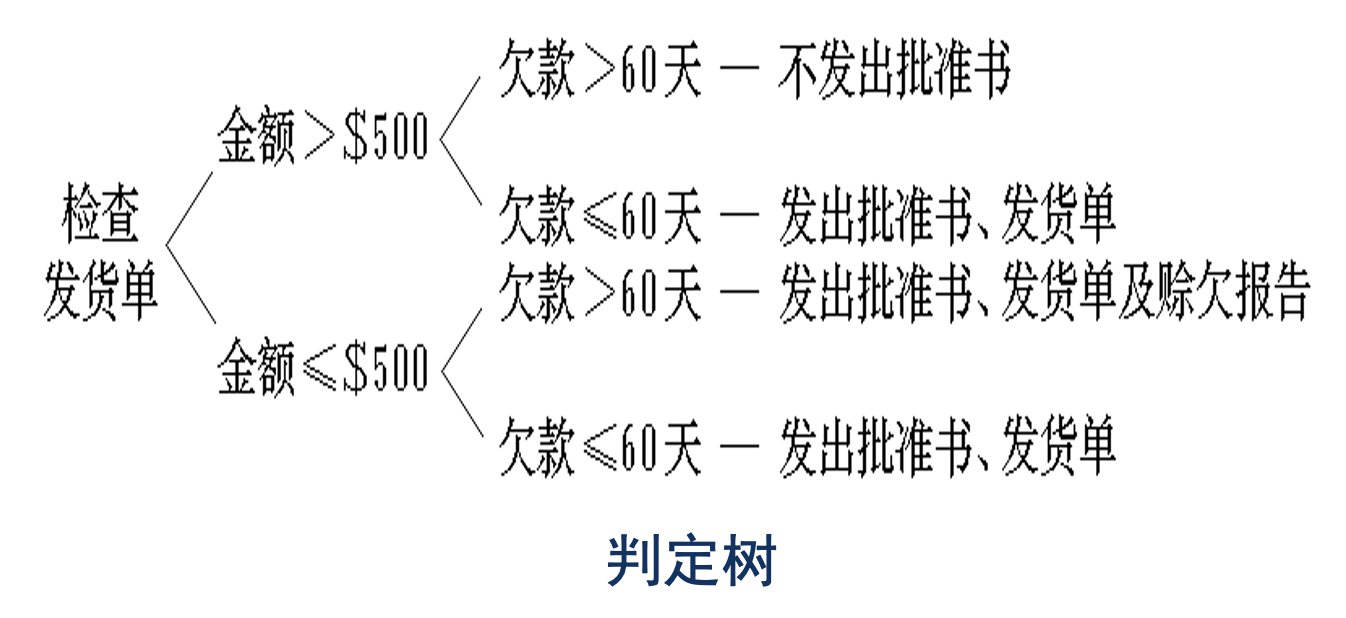 欠款>60天 — 不发出批准书
金额>$500
欠款≤60天 — 发出批准书、发货单
检查
发货单
欠款>60天 — 发出批准书、发货单及赊欠报告
金额≤$500
欠款≤60天 — 发出批准书、发货单
判定树